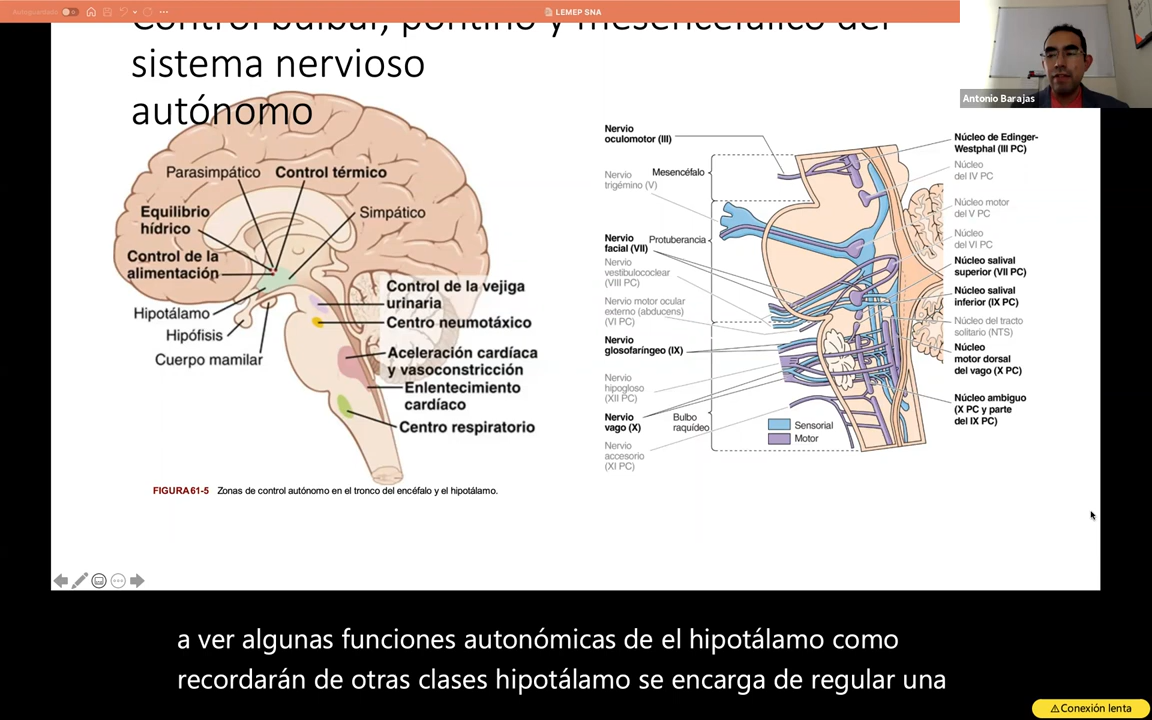 Autoguardado
LEMEP SNA
Control bulbar, pontino y mesencefálico del
sistema nervioso
autónomo
Antonio Barajas
Parasimpático
Control térmico
Equilibrio
hídrico
Simpático
Control de la
alimentación
Hipotálamo
Hipófisis
Cuerpo mamilar
Control de la vejiga
urinaria
Centro neumotáxico
Aceleración cardíaca
y vasoconstricción
Enlentecimiento
cardíaco
Centro respiratorio
FIGURA 61-5 Zonas de control autónomo en el tronco del encéfalo y el hipotálamo.
Nervio
oculomotor (III)
Mesencéfalo
Nervio
trigémino (V)
Nervio
facial (VII)
Protuberancia
Nervio
vestibulococlear
(VIII PC)
Nervio motor ocular
externo (abducens)
(VI PC)
Nervio
glosofaríngeo (IX)
Nervio
hipogloso
(XII PC)
Nervio
vago (X)
Bulbo
raquídeo
Nervio
accesorio
(XI PC)
Sensorial
Motor
Núcleo de Edinger-
Westphal (III PC)
Núcleo
del IV PC
Núcleo motor
del V PC
Núcleo
del VI PC
Núcleo salival
superior (VII PC)
Núcleo salival
inferior (IX PC)
Núcleo del tracto
solitario (NTS)
Núcleo
motor dorsal
del vago (X PC)
Núcleo ambiguo
(X PC y parte
del IX PC)
a ver algunas funciones autonómicas de el hipotálamo como
recordarán de otras clases hipotálamo se encarga de regular una
Conexión lenta